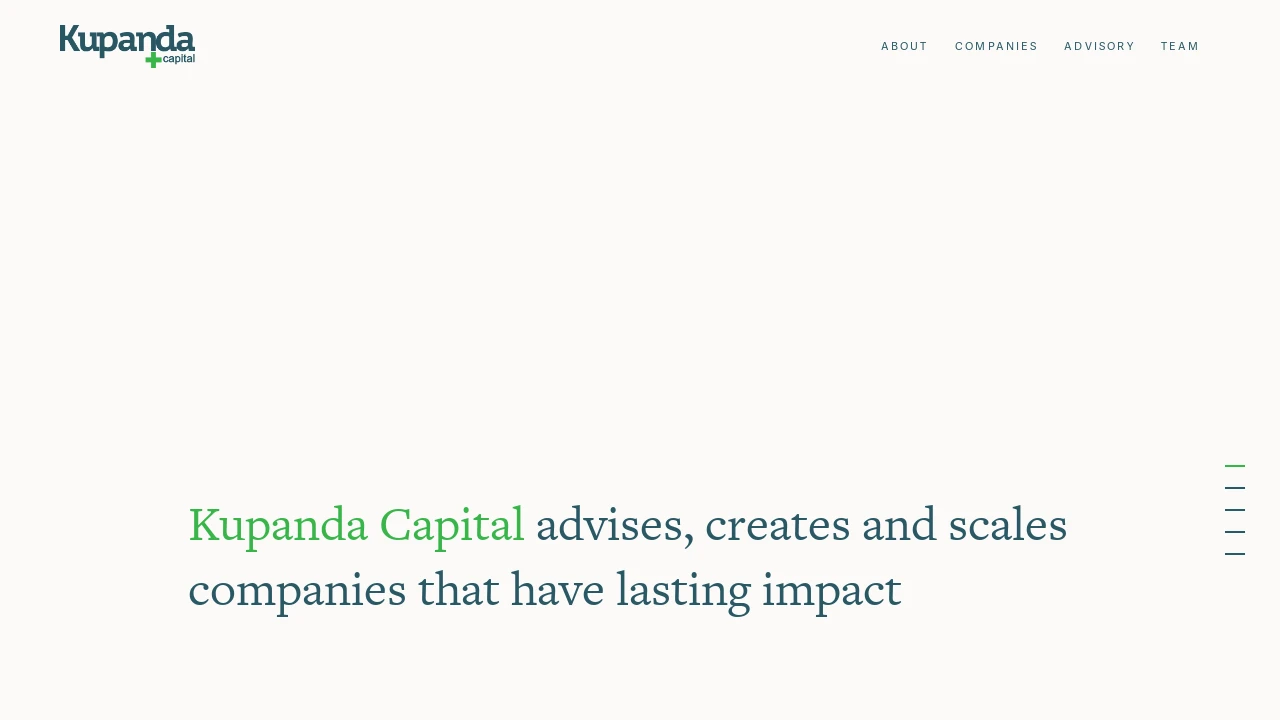 Kupanda
capital
ABOUT COMPANIES ADVISORY TEAM
Kupanda Capital advises, creates and scales
companies that have lasting impact